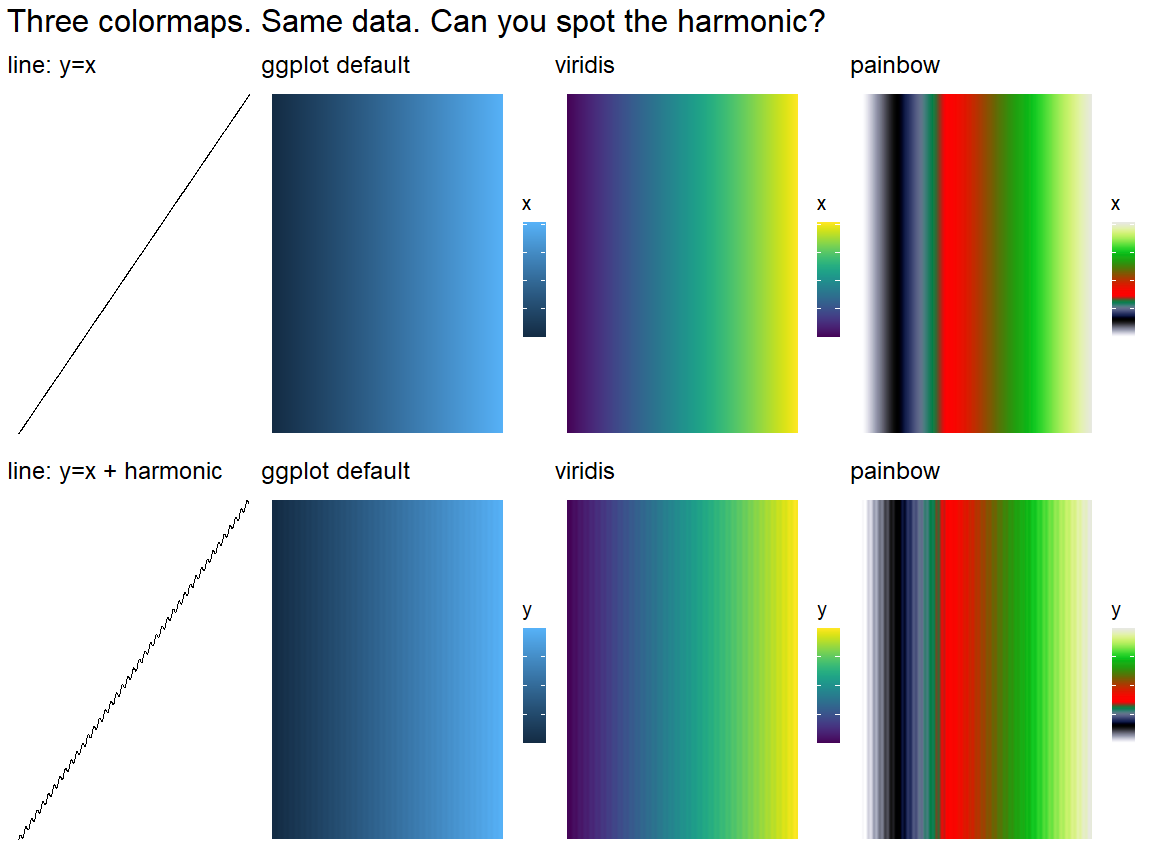 Three colormaps. Same data. Can you spot the harmonic?
line: y=x
ggplot default
viridis
painbow
x
x
x
line: y=x + harmonic
ggplot default
viridis
painbow
y
y
y